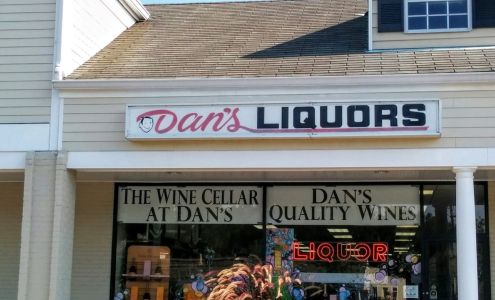 Dan's LIQUORS
THE WINE CELLAR
AT DAN'S
DAN'S
QUALITY WINES
LIQUOR